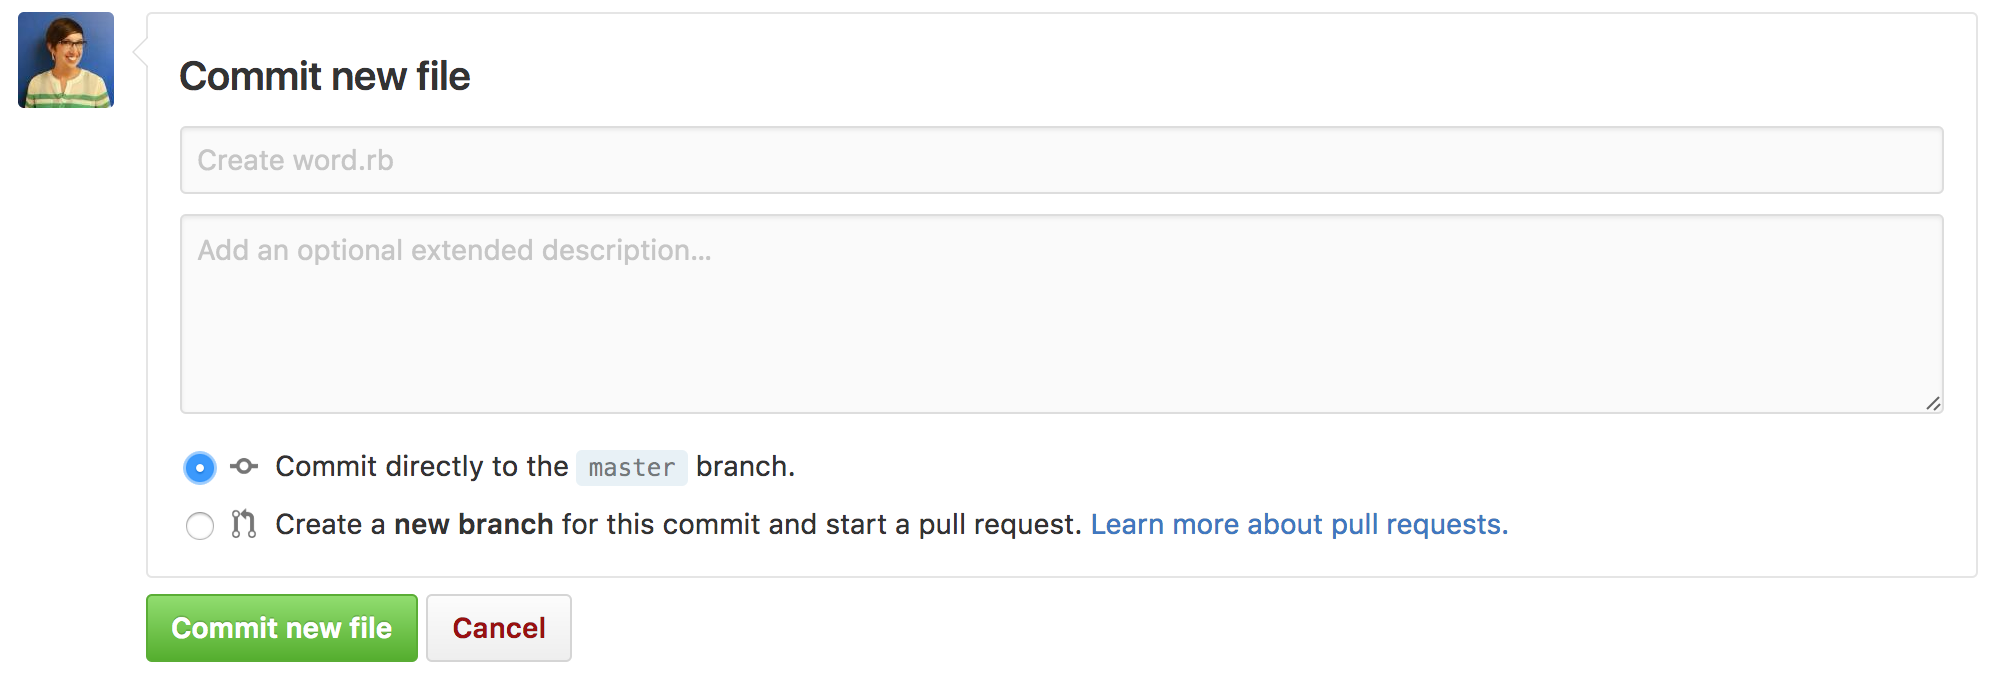 Commit new file
Create word.rb
Add an optional extended description...
Commit directly to the master branch.
Create a new branch for this commit and start a pull request. Learn more about pull requests.
Commit new file
Cancel